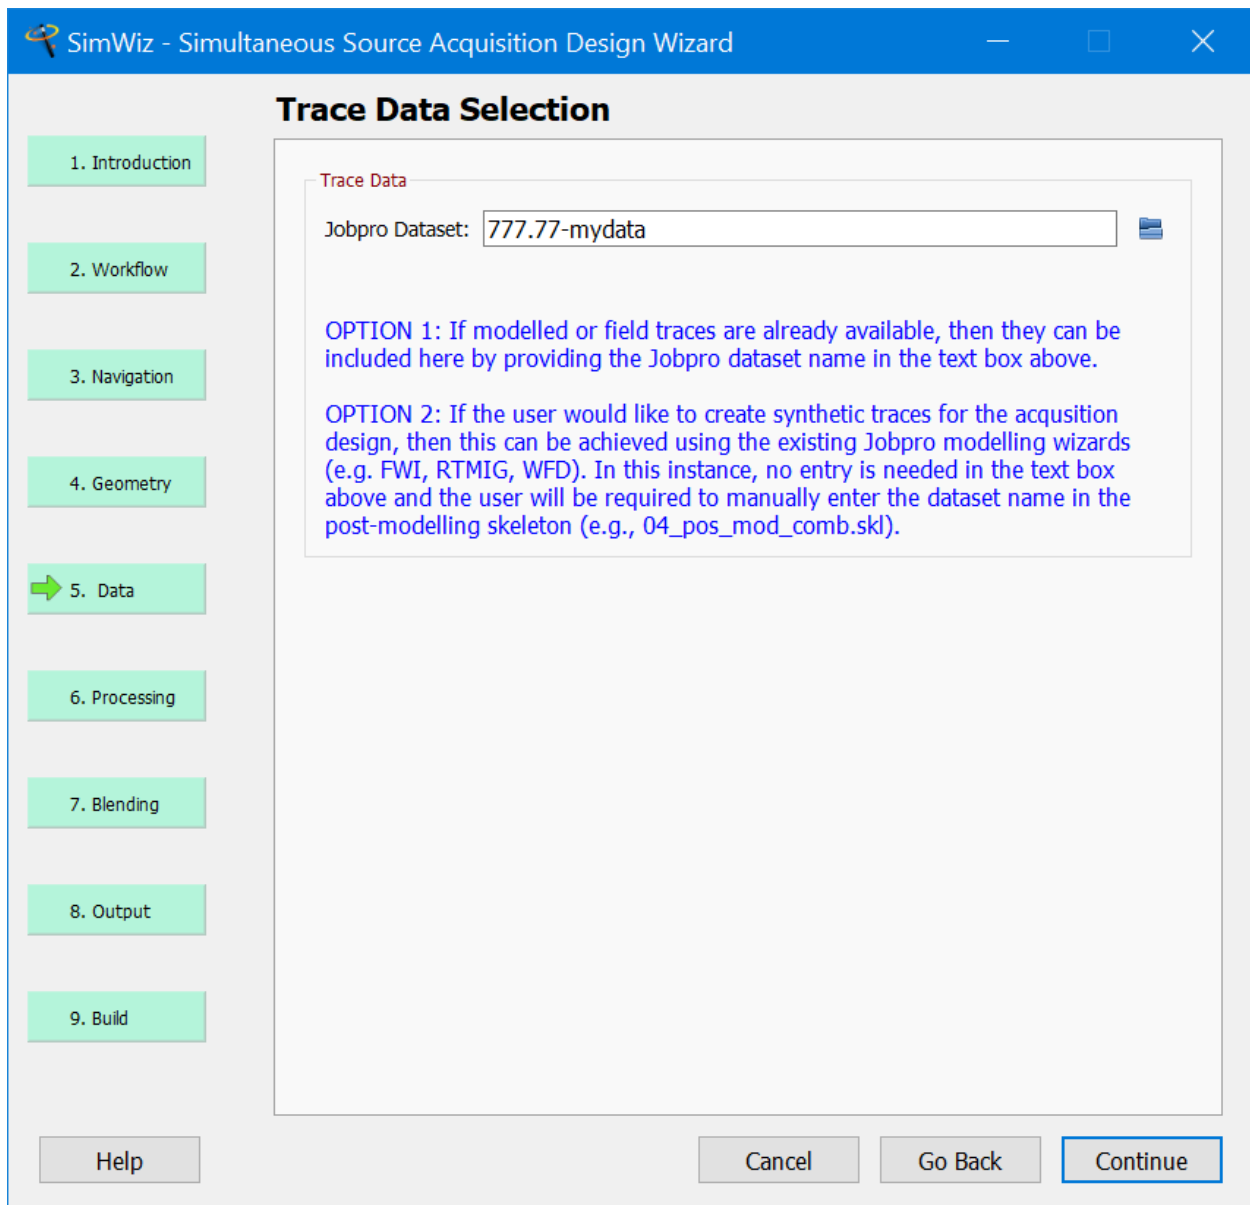 SimWiz - Simultaneous Source Acquisition Design Wizard
Trace Data Selection
1. Introduction
2. Workflow
3. Navigation
4. Geometry
5. Data
6. Processing
7. Blending
8. Output
9. Build
Trace Data
Jobpro Dataset: 777.77-mydata
OPTION 1: If modelled or field traces are already available, then they can be
included here by providing the Jobpro dataset name in the text box above.
OPTION 2: If the user would like to create synthetic traces for the acqusition
design, then this can be achieved using the existing Jobpro modelling wizards
(e.g. FWI, RTMIG, WFD). In this instance, no entry is needed in the text box
above and the user will be required to manually enter the dataset name in the
post-modelling skeleton (e.g., 04_pos_mod_comb.skl).
Help
Cancel
Go Back
Continue